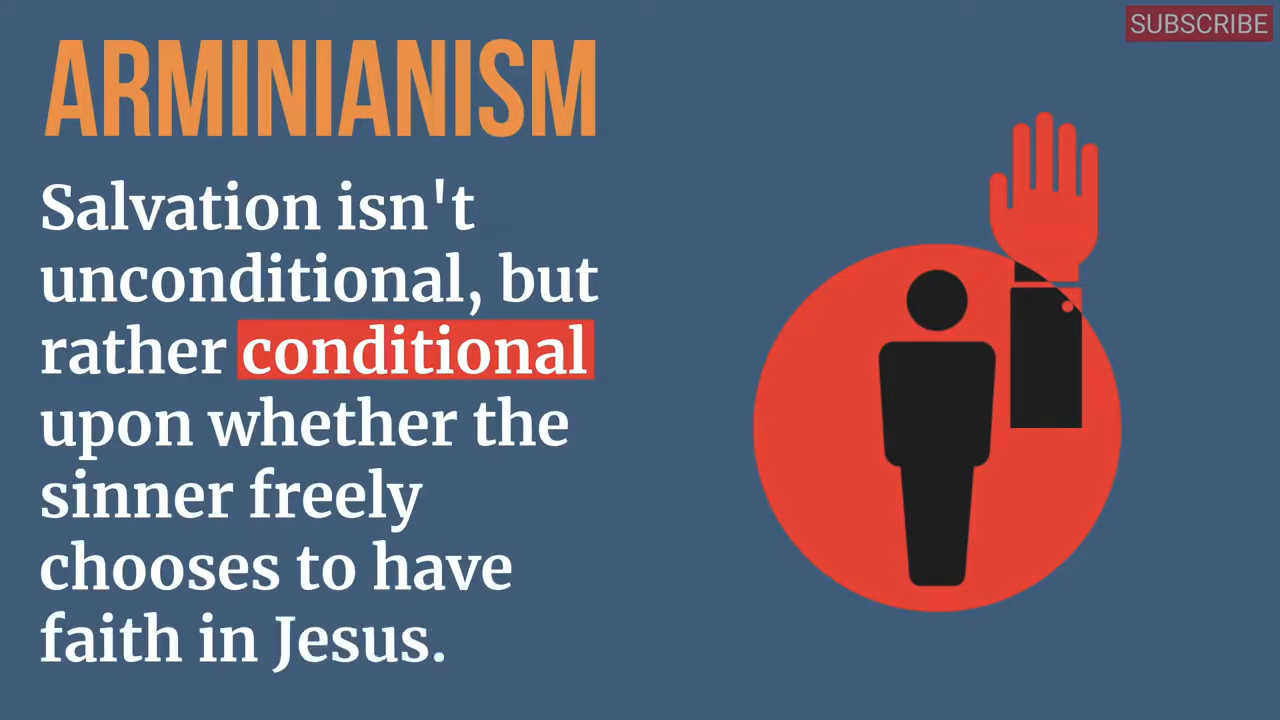 SUBSCRIBE
ARMINIANISM
Salvation isn't
unconditional, but
rather conditional
upon whether the
sinner freely
chooses to have
faith in Jesus.